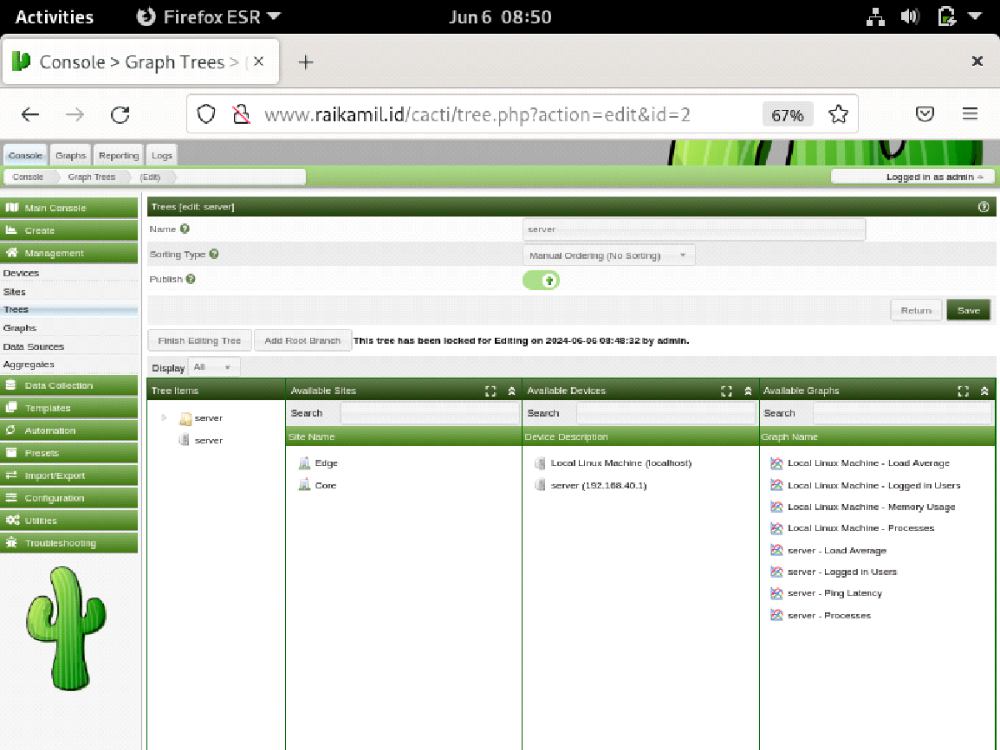 Activities Firefox ESR Jun 6 08:50
Console > Graph Trees > (
www.raikamil.id/cacti/tree.php?action=edit&id=2 67%
Console Graphs Reporting Logs
Console Graph Trees (Edit) Logged in as admin
Main Console
Create
Management
Devices
Sites
Trees
Graphs
Data Sources
Aggregates
Data Collection
Templates
Automation
Presets
Import/Export
Configuration
Utilities
Troubleshooting
Trees [edit: server]
Name server
Sorting Type Manual Ordering (No Sorting)
Publish
Return Save
Finish Editing Tree Add Root Branch This tree has been locked for Editing on 2024-06-06 08:48:32 by admin.
Display All
Tree Items
server
server
Available Sites
Search
Site Name
Edge
Core
Available Devices
Search
Device Description
Local Linux Machine (localhost)
server (192.168.40.1)
Available Graphs
Search
Graph Name
Local Linux Machine - Load Average
Local Linux Machine - Logged in Users
Local Linux Machine - Memory Usage
Local Linux Machine - Processes
server - Load Average
server - Logged in Users
server - Ping Latency
server - Processes